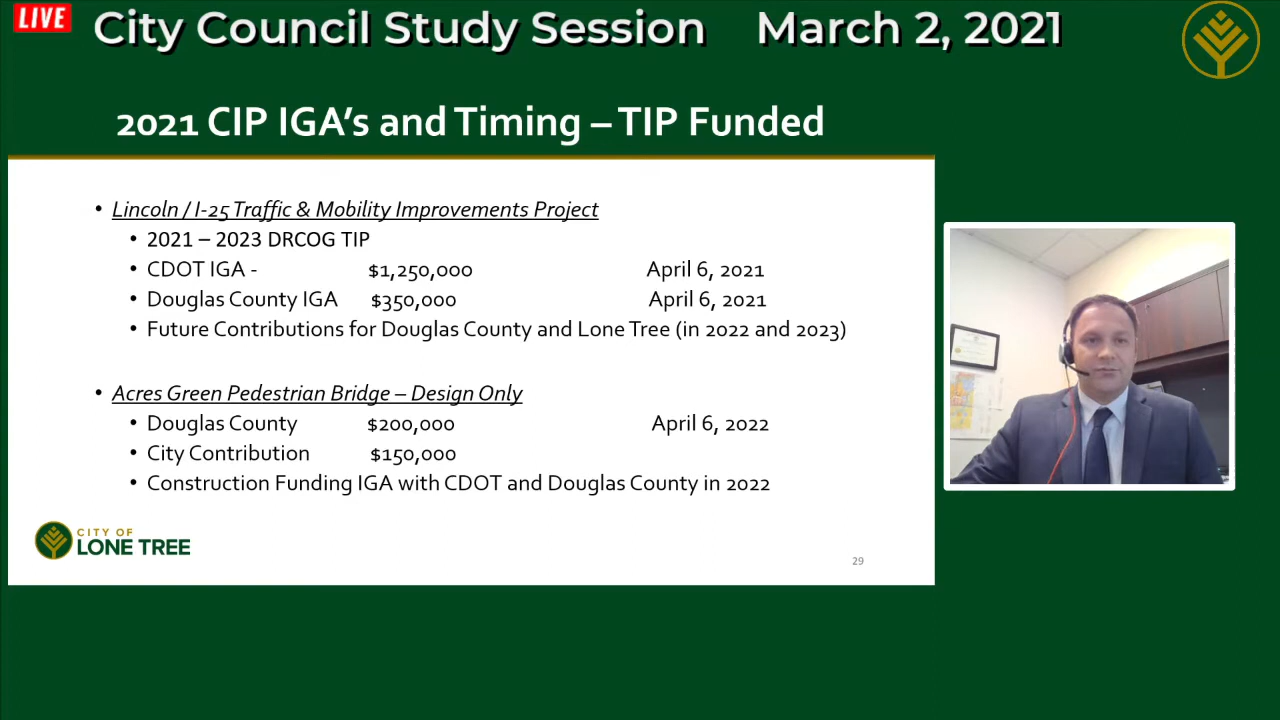 LIVE
City Council Study Session March 2, 2021
2021 CIP IGA's and Timing – TIP Funded
• Lincoln / I-25 Traffic & Mobility Improvements Project
• 2021 – 2023 DRCOG TIP
• CDOT IGA - $1,250,000 April 6, 2021
• Douglas County IGA $350,000 April 6, 2021
• Future Contributions for Douglas County and Lone Tree (in 2022 and 2023)
• Acres Green Pedestrian Bridge – Design Only
• Douglas County $200,000 April 6, 2022
• City Contribution $150,000
• Construction Funding IGA with CDOT and Douglas County in 2022
CITY OF
LONE TREE
29